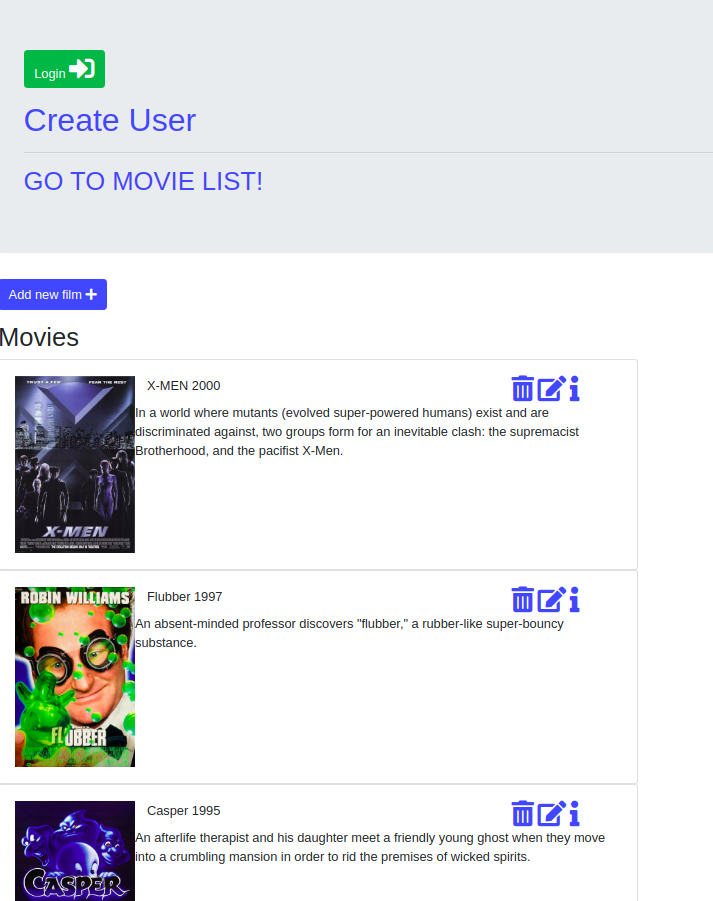 Login
Create User
GO TO MOVIE LIST!
Add new film
Movies
TRUST A FEW FEAR THE REST
X-MEN
X-MEN 2000
In a world where mutants (evolved super-powered humans) exist and are
discriminated against, two groups form for an inevitable clash: the supremacist
Brotherhood, and the pacifist X-Men.
ROBIN WILLIAMS
FLUBBER
Flubber 1997
An absent-minded professor discovers "flubber," a rubber-like super-bouncy
substance.
CASPER
Casper 1995
An afterlife therapist and his daughter meet a friendly young ghost when they move
into a crumbling mansion in order to rid the premises of wicked spirits.